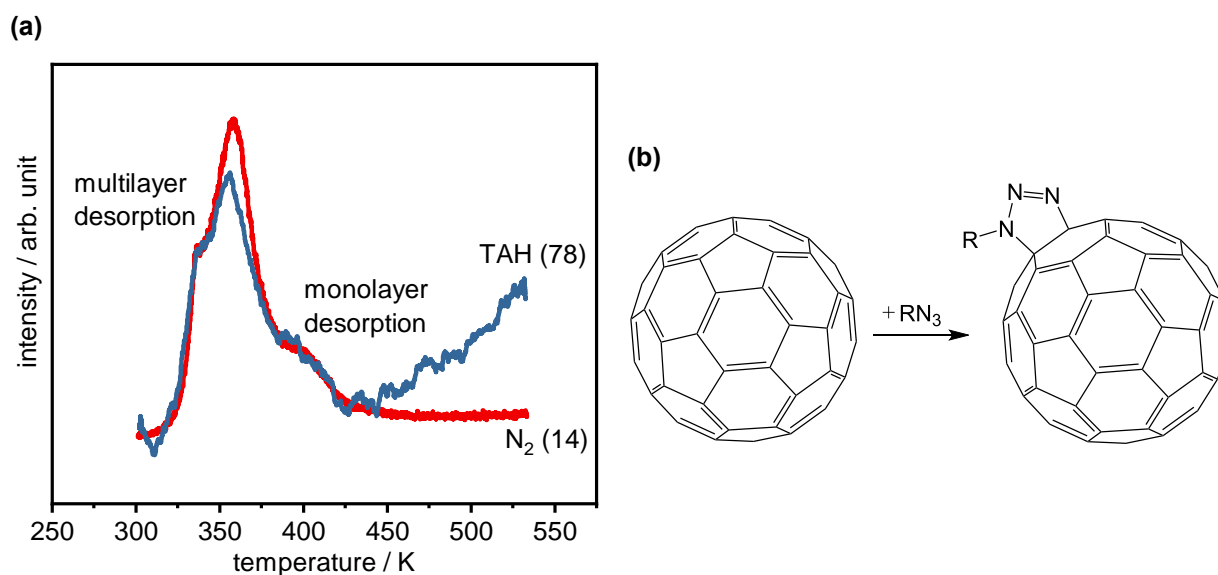 (a)
intensity / arb. unit
multilayer
desorption
monolayer
desorption
TAH (78)
N₂ (14)
250 300 350 400 450 500 550
temperature / K
(b)
+ RN₃
N=N
R-N